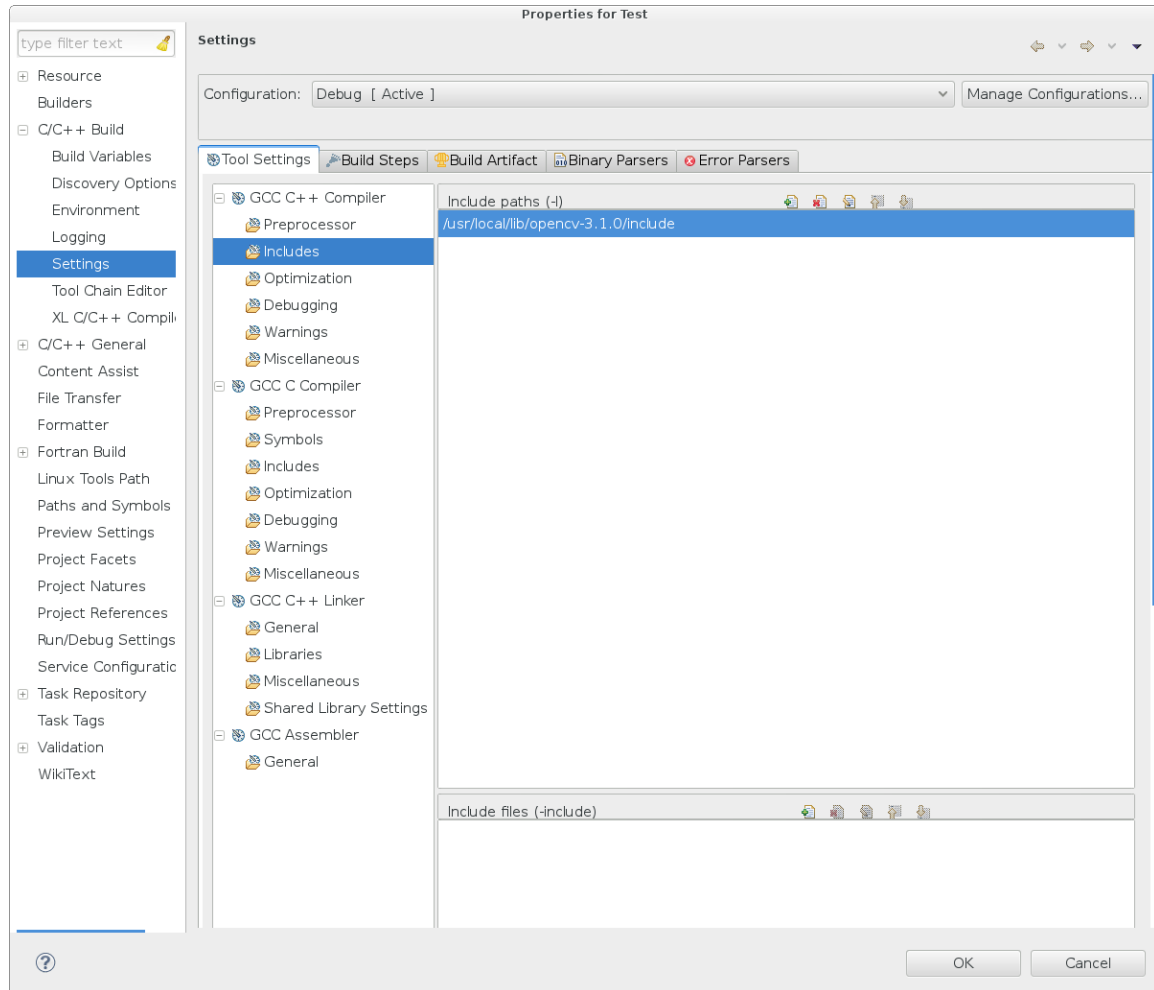 Properties for Test
type filter text
Resource
Builders
C/C++ Build
Build Variables
Discovery Options
Environment
Logging
Settings
Tool Chain Editor
XL C/C++ Compil
C/C++ General
Content Assist
File Transfer
Formatter
Fortran Build
Linux Tools Path
Paths and Symbols
Preview Settings
Project Facets
Project Natures
Project References
Run/Debug Settings
Service Configuratic
Task Repository
Task Tags
Validation
WikiText
Settings
Configuration: Debug [ Active ] Manage Configurations...
Tool Settings Build Steps Build Artifact Binary Parsers Error Parsers
GCC C++ Compiler
Preprocessor
Includes
Optimization
Debugging
Warnings
Miscellaneous
GCC C Compiler
Preprocessor
Symbols
Includes
Optimization
Debugging
Warnings
Miscellaneous
GCC C++ Linker
General
Libraries
Miscellaneous
Shared Library Settings
GCC Assembler
General
Include paths (-I)
/usr/local/lib/opencv-3.1.0/include
Include files (-include)
OK Cancel